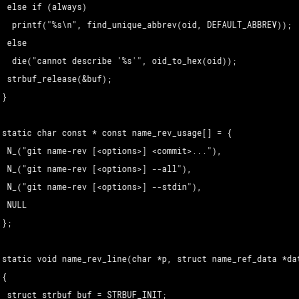 else if (always)
printf("%s\n", find_unique_abbrev(oid, DEFAULT_ABBREV));
else
die("cannot describe '%s'", oid_to_hex(oid));
strbuf_release(&buf);
}
static char const * const name_rev_usage[] = {
N_("git name-rev [<options>] <commit>..."),
N_("git name-rev [<options>] --all"),
N_("git name-rev [<options>] --stdin"),
NULL
};
static void name_rev_line(char *p, struct name_ref_data *dat
{
struct strbuf buf = STRBUF_INIT;